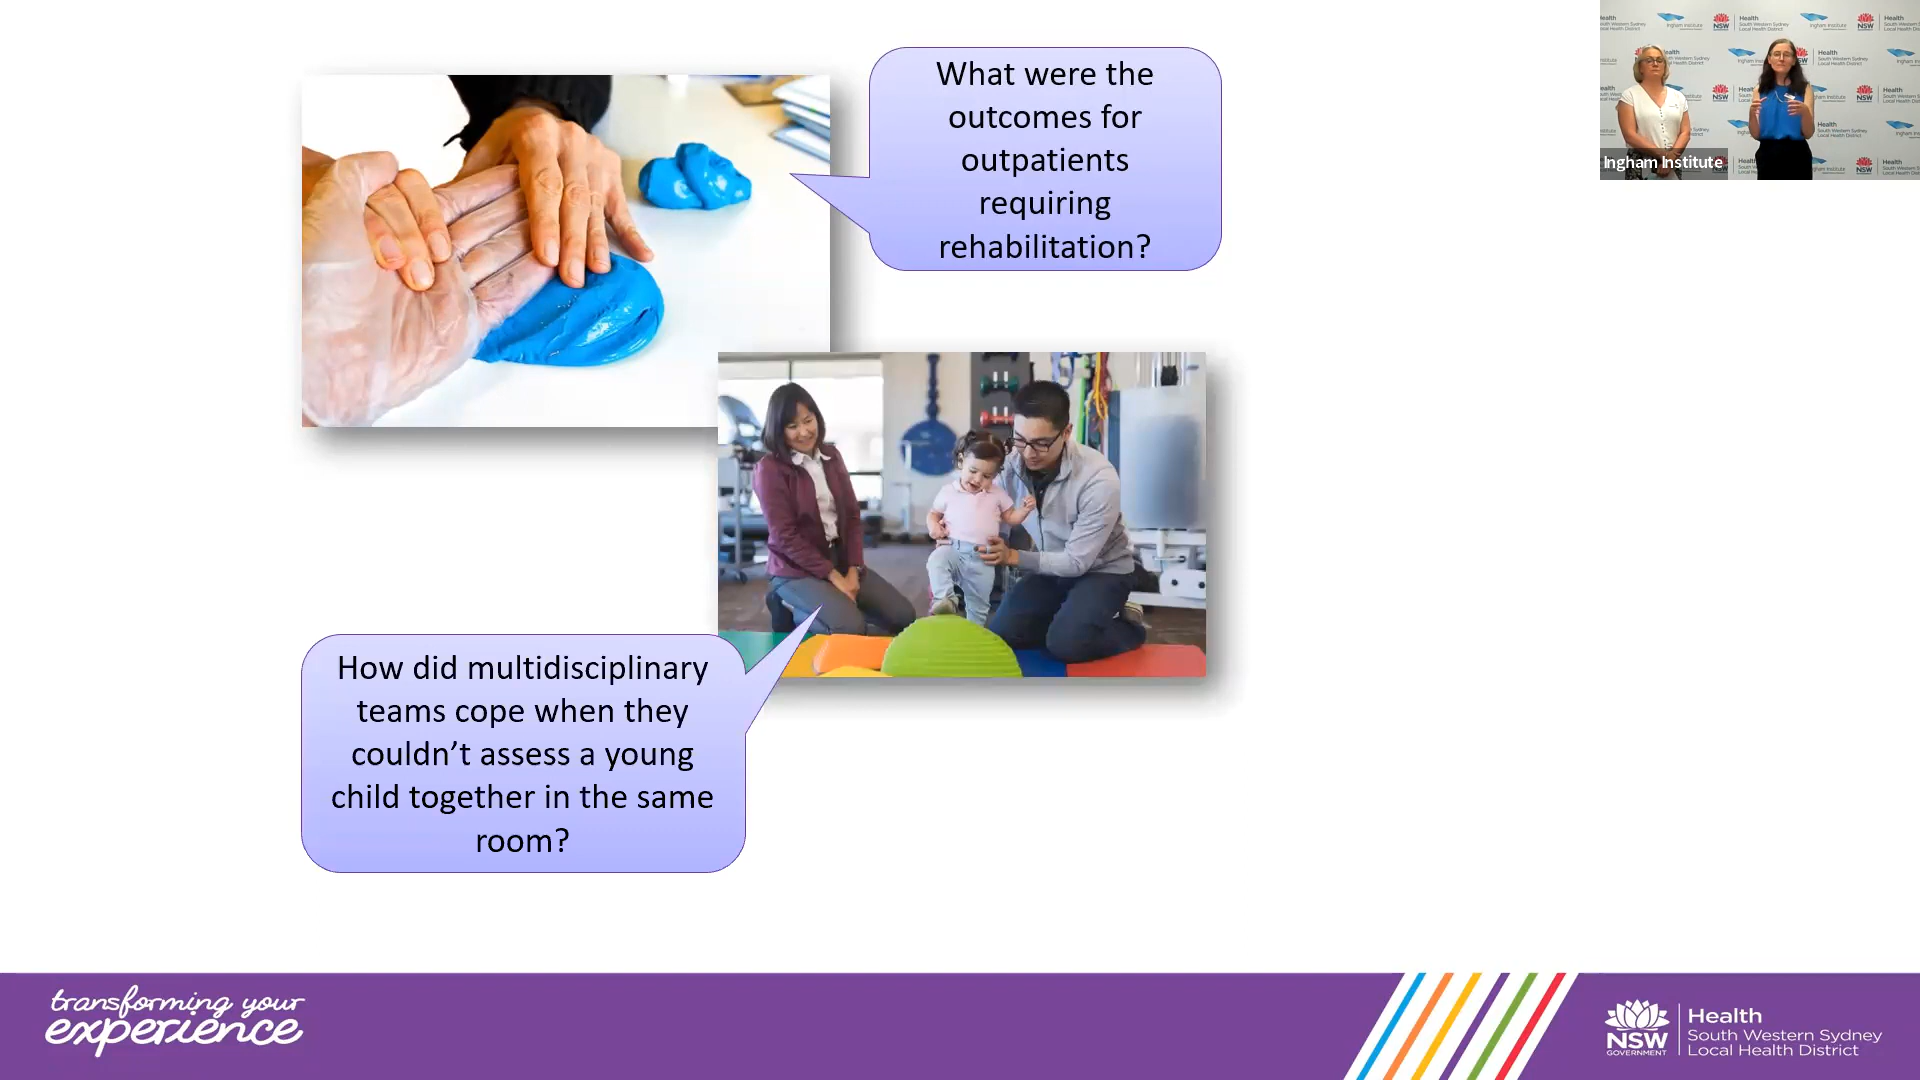 What were the
outcomes for
outpatients
requiring
rehabilitation?
Ingham Institute
How did multidisciplinary
teams cope when they
couldn’t assess a young
child together in the same
room?
transforming your
experience
NSW
GOVERNMENT
Health
South Western Sydney
Local Health District